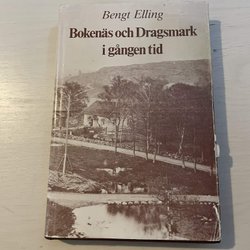 Bengt Elling
Bokenäs och Dragsmark
i gången tid